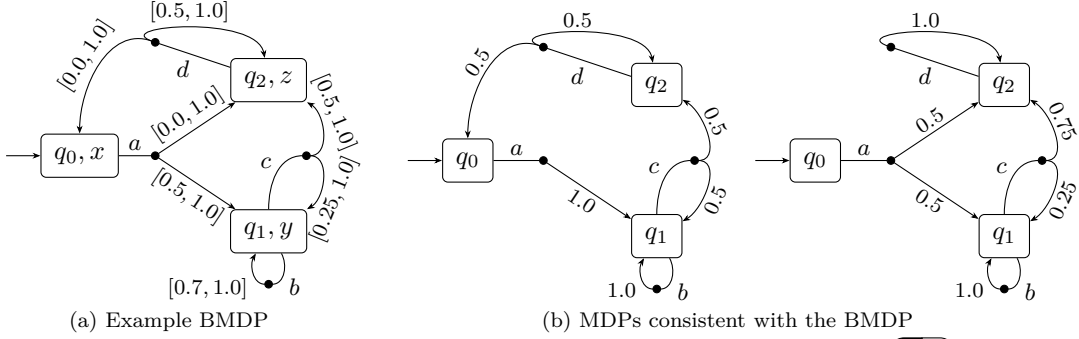 [0.5, 1.0]
[0.0, 1.0]
d
q₂, z
q₀, x
a
[0.0, 1.0]
[0.5, 1.0]
c
[0.5, 1.0]
[0.25, 1.0]
q₁, y
[0.7, 1.0]
b
(a) Example BMDP
0.5
0.5
d
q₂
q₀
a
1.0
c
0.5
0.5
q₁
1.0
b
1.0
d
q₂
q₀
a
0.5
0.5
c
0.75
0.25
q₁
1.0
b
(b) MDPs consistent with the BMDP